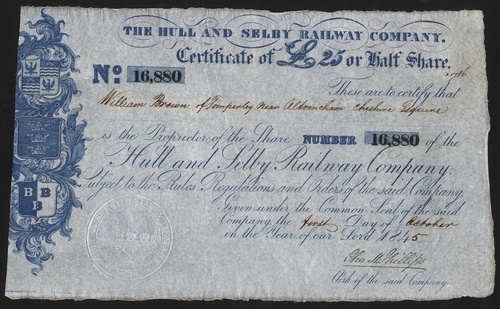 THE HULL AND SELBY RAILWAY COMPANY.
Certificate of £25 or Half Share.
No. 16,880
These are to certify that
William Brown of Timperley near Altrincham Cheshire Esquire
is the Proprietor of the Share NUMBER 16,880 of the
Hull and Selby Railway Company,
subject to the Rules, Regulations and Orders of the said Company,
Given under the Common Seal of the said
Company, the first Day of October
in the Year of our Lord 1845
Cha. M. Phillips
Clerk of the said Company.
B B
B